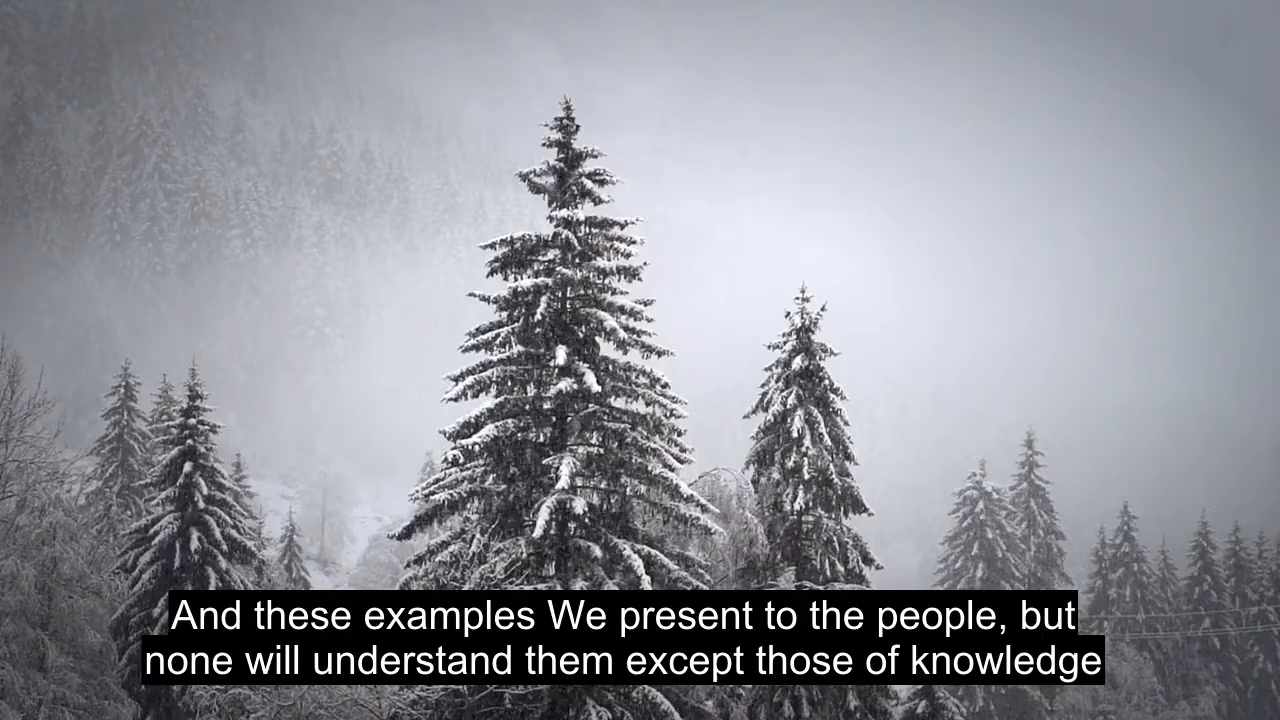 And these examples We present to the people, but
none will understand them except those of knowledge